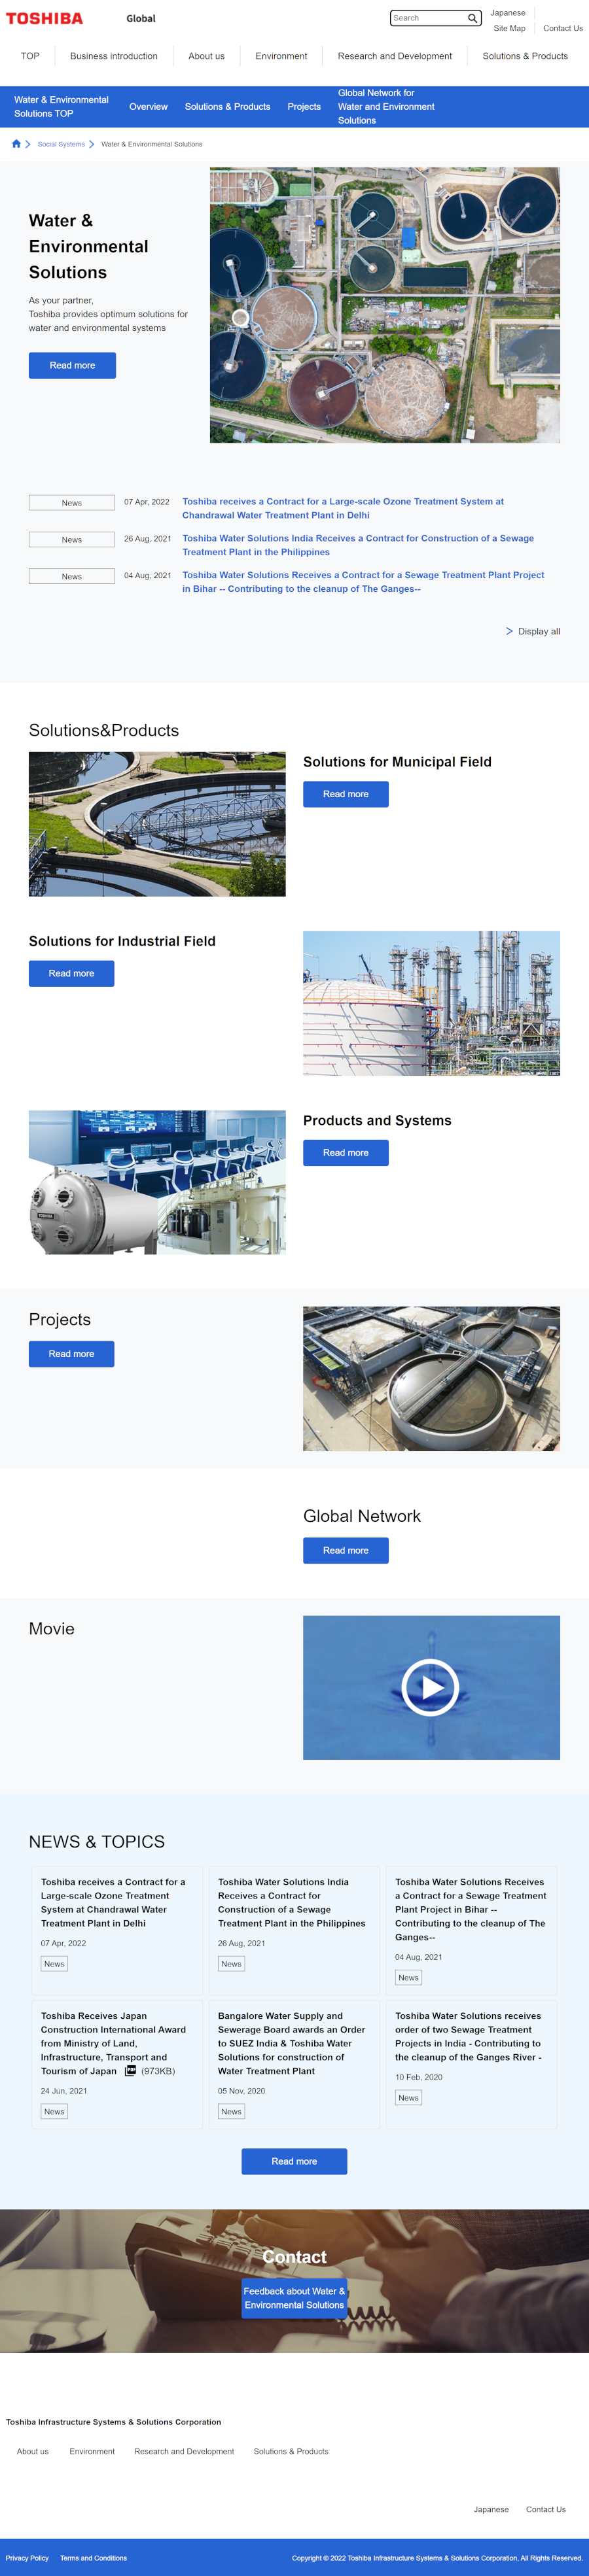 TOSHIBA
Global
Search
Japanese
Site Map
Contact Us
TOP
Business introduction
About us
Environment
Research and Development
Solutions & Products
Water & Environmental
Solutions TOP
Overview
Solutions & Products
Projects
Global Network for
Water and Environment
Solutions
Social Systems
Water & Environmental Solutions
Water &
Environmental
Solutions
As your partner,
Toshiba provides optimum solutions for
water and environmental systems
Read more
News
07 Apr, 2022
Toshiba receives a Contract for a Large-scale Ozone Treatment System at
Chandrawal Water Treatment Plant in Delhi
News
26 Aug, 2021
Toshiba Water Solutions India Receives a Contract for Construction of a Sewage
Treatment Plant in the Philippines
News
04 Aug, 2021
Toshiba Water Solutions Receives a Contract for a Sewage Treatment Plant Project
in Bihar -- Contributing to the cleanup of The Ganges--
Display all
Solutions&Products
Solutions for Municipal Field
Read more
Solutions for Industrial Field
Read more
Products and Systems
Read more
TOSHIBA
Projects
Read more
Global Network
Read more
Movie
NEWS & TOPICS
Toshiba receives a Contract for a
Large-scale Ozone Treatment
System at Chandrawal Water
Treatment Plant in Delhi
07 Apr, 2022
News
Toshiba Water Solutions India
Receives a Contract for
Construction of a Sewage
Treatment Plant in the Philippines
26 Aug, 2021
News
Toshiba Water Solutions Receives
a Contract for a Sewage Treatment
Plant Project in Bihar --
Contributing to the cleanup of The
Ganges--
04 Aug, 2021
News
Toshiba Receives Japan
Construction International Award
from Ministry of Land,
Infrastructure, Transport and
Tourism of Japan PDF (973KB)
24 Jun, 2021
News
Bangalore Water Supply and
Sewerage Board awards an Order
to SUEZ India & Toshiba Water
Solutions for construction of
Water Treatment Plant
05 Nov, 2020
News
Toshiba Water Solutions receives
order of two Sewage Treatment
Projects in India - Contributing to
the cleanup of the Ganges River -
10 Feb, 2020
News
Read more
Contact
Feedback about Water &
Environmental Solutions
Toshiba Infrastructure Systems & Solutions Corporation
About us
Environment
Research and Development
Solutions & Products
Japanese
Contact Us
Privacy Policy
Terms and Conditions
Copyright © 2022 Toshiba Infrastructure Systems & Solutions Corporation, All Rights Reserved.